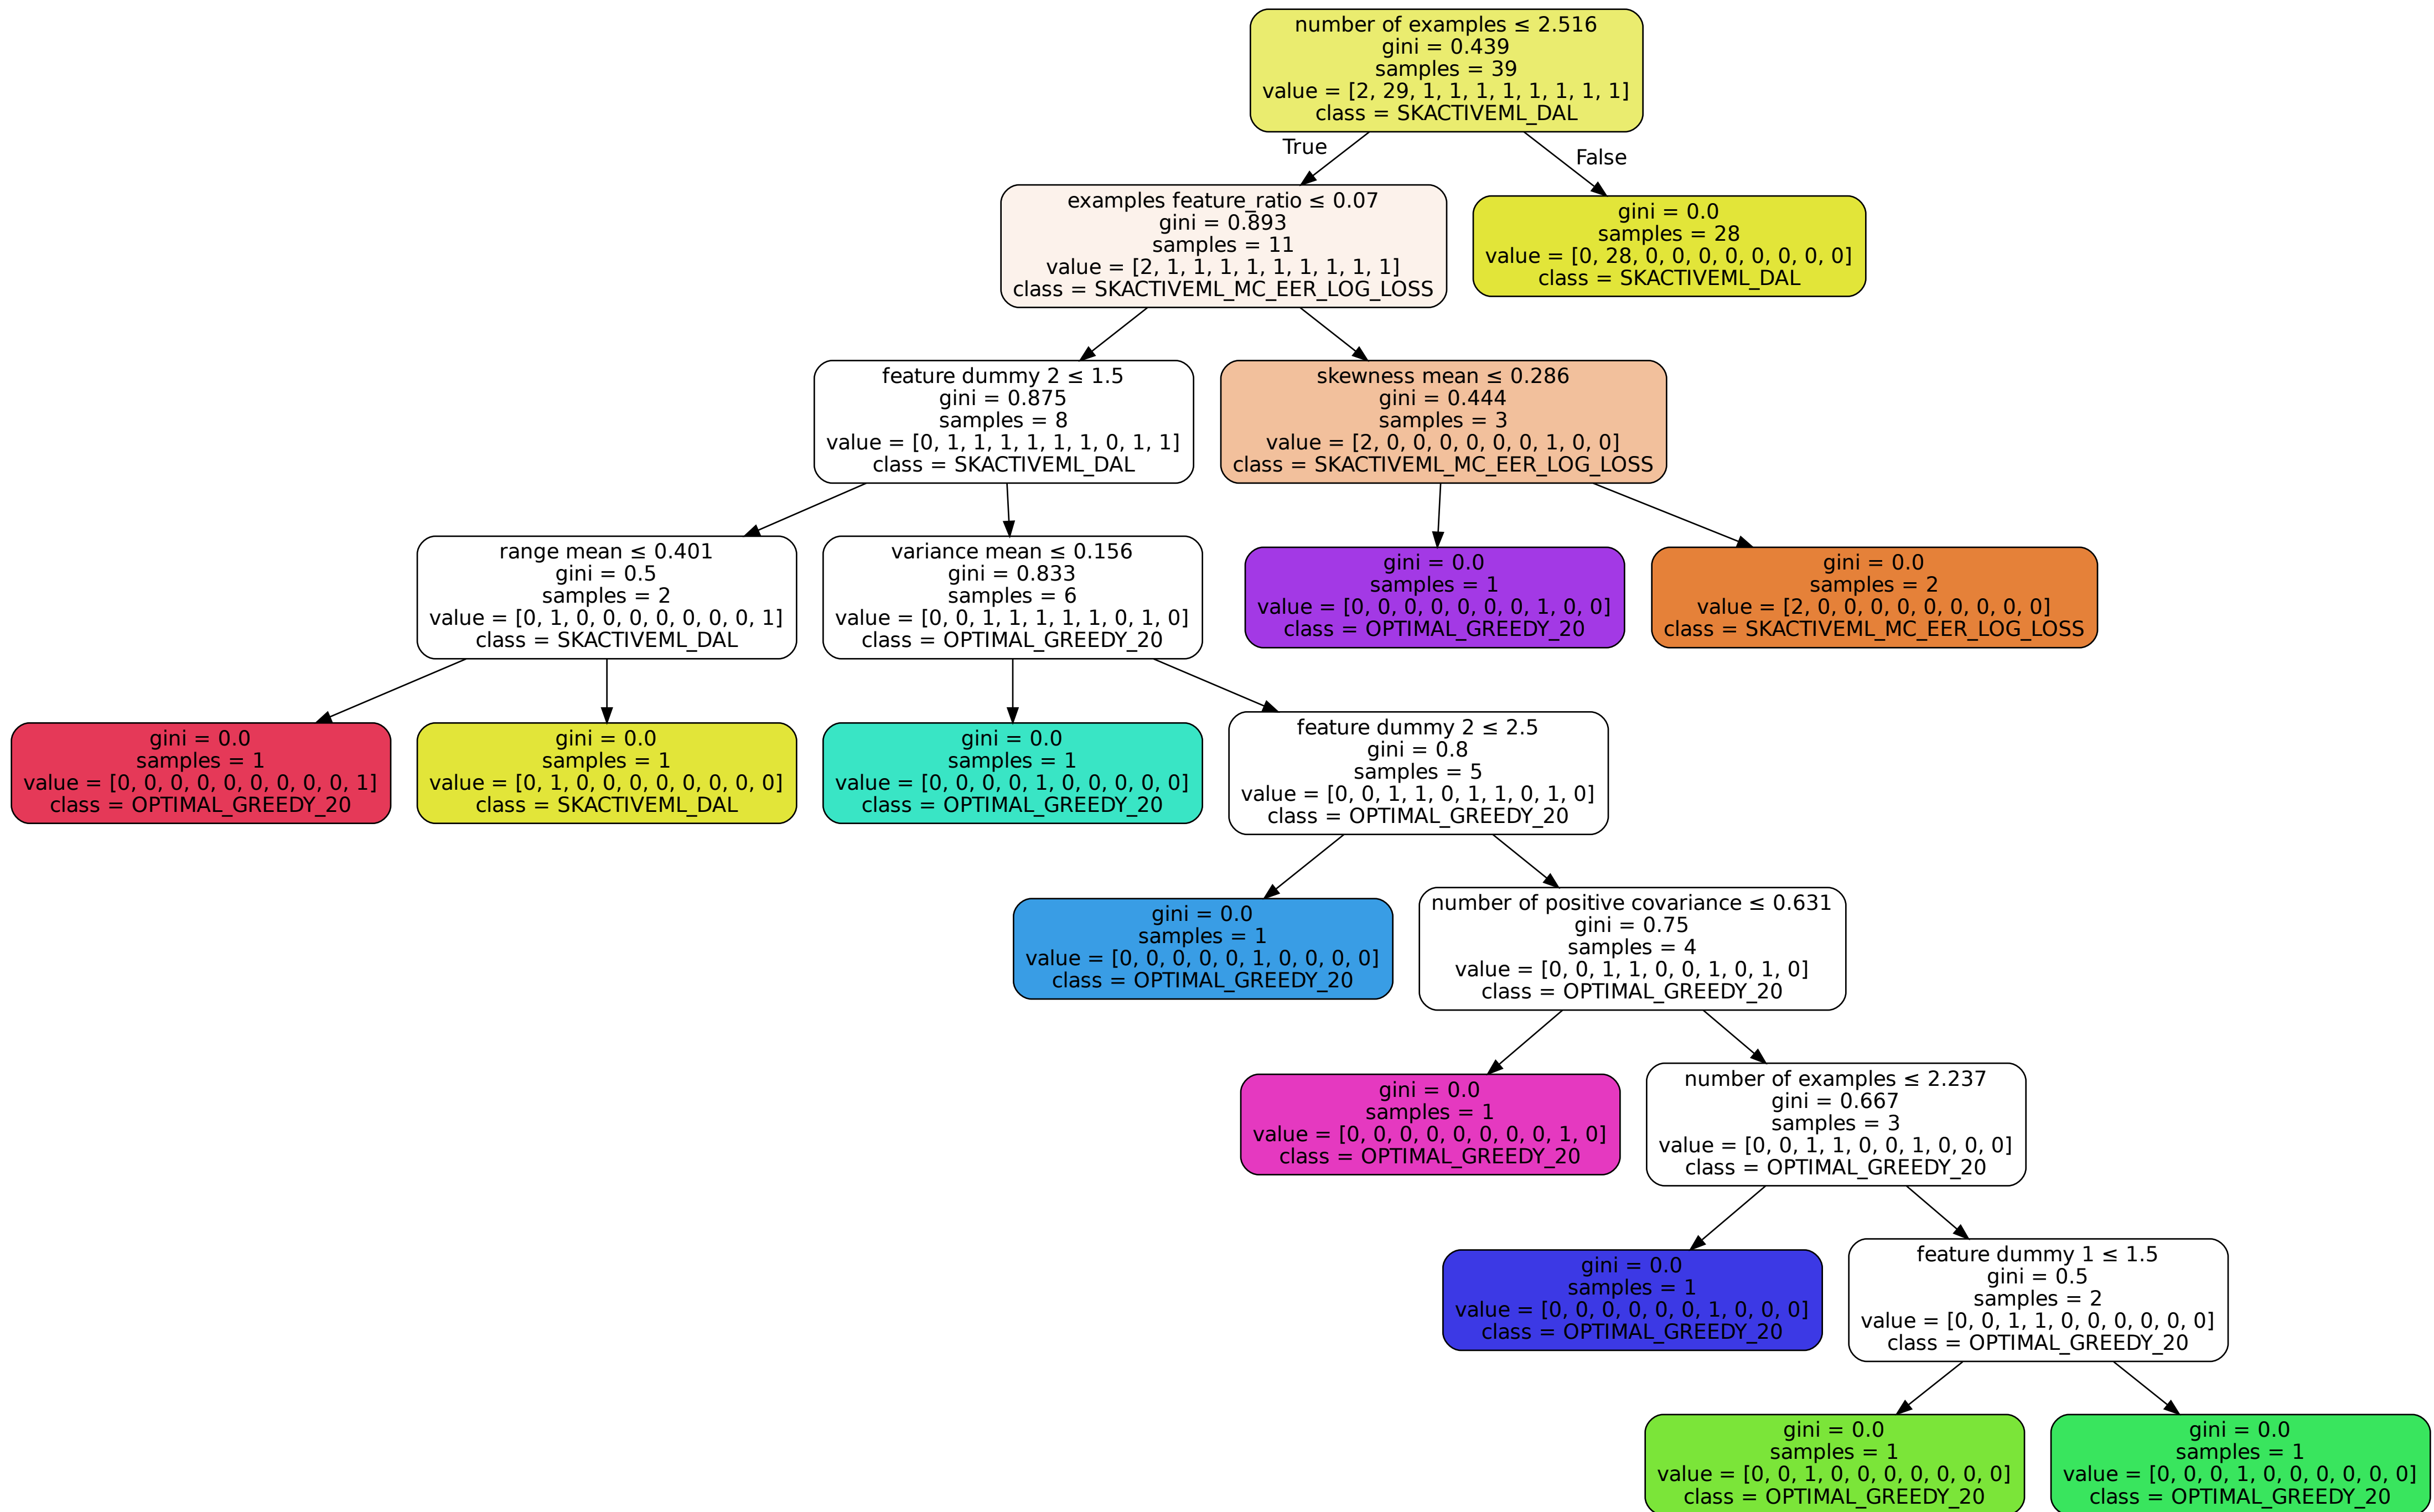 number of examples ≤ 2.516
gini = 0.439
samples = 39
value = [2, 29, 1, 1, 1, 1, 1, 1, 1, 1]
class = SKACTIVEML_DAL
True
False
examples feature_ratio ≤ 0.07
gini = 0.893
samples = 11
value = [2, 1, 1, 1, 1, 1, 1, 1, 1, 1]
class = SKACTIVEML_MC_EER_LOG_LOSS
gini = 0.0
samples = 28
value = [0, 28, 0, 0, 0, 0, 0, 0, 0, 0]
class = SKACTIVEML_DAL
feature dummy 2 ≤ 1.5
gini = 0.875
samples = 8
value = [0, 1, 1, 1, 1, 1, 1, 0, 1, 1]
class = SKACTIVEML_DAL
skewness mean ≤ 0.286
gini = 0.444
samples = 3
value = [2, 0, 0, 0, 0, 0, 0, 1, 0, 0]
class = SKACTIVEML_MC_EER_LOG_LOSS
range mean ≤ 0.401
gini = 0.5
samples = 2
value = [0, 1, 0, 0, 0, 0, 0, 0, 0, 1]
class = SKACTIVEML_DAL
variance mean ≤ 0.156
gini = 0.833
samples = 6
value = [0, 0, 1, 1, 1, 1, 1, 0, 1, 0]
class = OPTIMAL_GREEDY_20
gini = 0.0
samples = 1
value = [0, 0, 0, 0, 0, 0, 0, 1, 0, 0]
class = OPTIMAL_GREEDY_20
gini = 0.0
samples = 2
value = [2, 0, 0, 0, 0, 0, 0, 0, 0, 0]
class = SKACTIVEML_MC_EER_LOG_LOSS
gini = 0.0
samples = 1
value = [0, 0, 0, 0, 0, 0, 0, 0, 0, 1]
class = OPTIMAL_GREEDY_20
gini = 0.0
samples = 1
value = [0, 1, 0, 0, 0, 0, 0, 0, 0, 0]
class = SKACTIVEML_DAL
gini = 0.0
samples = 1
value = [0, 0, 0, 0, 1, 0, 0, 0, 0, 0]
class = OPTIMAL_GREEDY_20
feature dummy 2 ≤ 2.5
gini = 0.8
samples = 5
value = [0, 0, 1, 1, 0, 1, 1, 0, 1, 0]
class = OPTIMAL_GREEDY_20
gini = 0.0
samples = 1
value = [0, 0, 0, 0, 0, 1, 0, 0, 0, 0]
class = OPTIMAL_GREEDY_20
number of positive covariance ≤ 0.631
gini = 0.75
samples = 4
value = [0, 0, 1, 1, 0, 0, 1, 0, 1, 0]
class = OPTIMAL_GREEDY_20
gini = 0.0
samples = 1
value = [0, 0, 0, 0, 0, 0, 0, 0, 1, 0]
class = OPTIMAL_GREEDY_20
number of examples ≤ 2.237
gini = 0.667
samples = 3
value = [0, 0, 1, 1, 0, 0, 1, 0, 0, 0]
class = OPTIMAL_GREEDY_20
gini = 0.0
samples = 1
value = [0, 0, 0, 0, 0, 0, 1, 0, 0, 0]
class = OPTIMAL_GREEDY_20
feature dummy 1 ≤ 1.5
gini = 0.5
samples = 2
value = [0, 0, 1, 1, 0, 0, 0, 0, 0, 0]
class = OPTIMAL_GREEDY_20
gini = 0.0
samples = 1
value = [0, 0, 1, 0, 0, 0, 0, 0, 0, 0]
class = OPTIMAL_GREEDY_20
gini = 0.0
samples = 1
value = [0, 0, 0, 1, 0, 0, 0, 0, 0, 0]
class = OPTIMAL_GREEDY_20